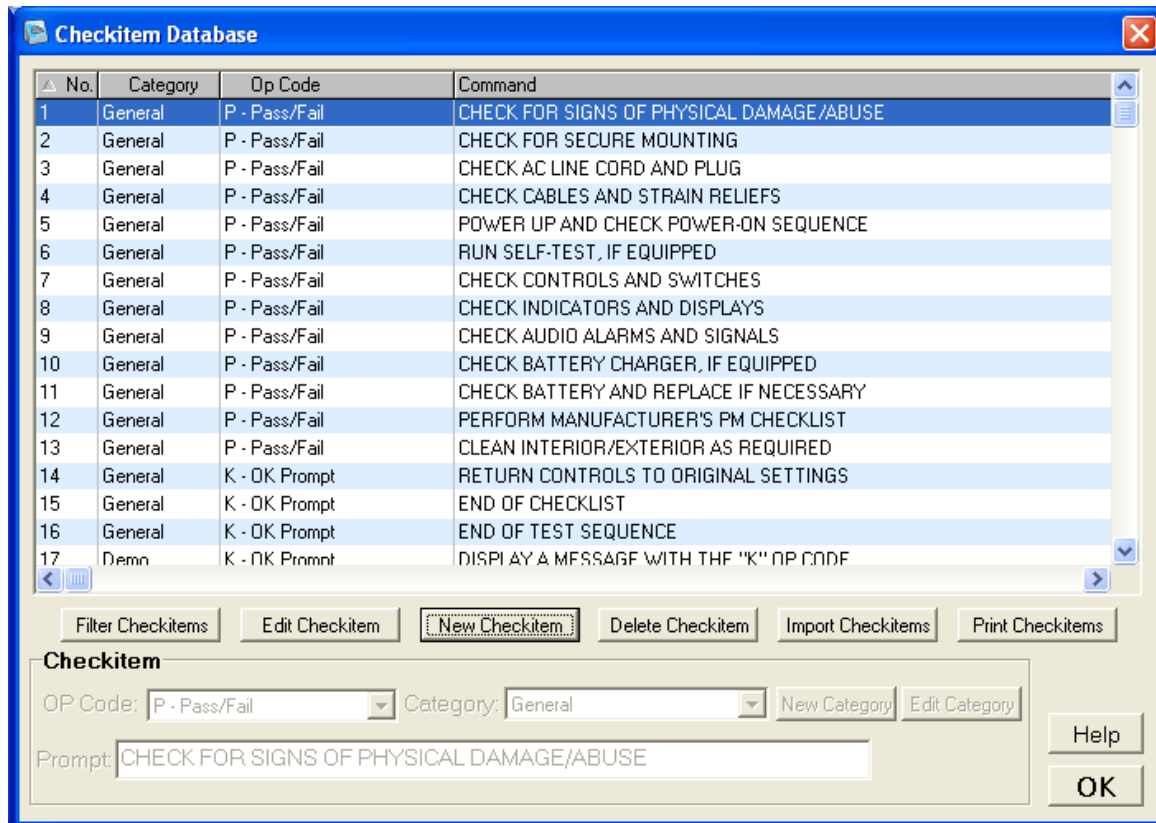 Checkitem Database
No. Category Op Code Command
1 General P - Pass/Fail CHECK FOR SIGNS OF PHYSICAL DAMAGE/ABUSE
2 General P - Pass/Fail CHECK FOR SECURE MOUNTING
3 General P - Pass/Fail CHECK AC LINE CORD AND PLUG
4 General P - Pass/Fail CHECK CABLES AND STRAIN RELIEFS
5 General P - Pass/Fail POWER UP AND CHECK POWER-ON SEQUENCE
6 General P - Pass/Fail RUN SELF-TEST, IF EQUIPPED
7 General P - Pass/Fail CHECK CONTROLS AND SWITCHES
8 General P - Pass/Fail CHECK INDICATORS AND DISPLAYS
9 General P - Pass/Fail CHECK AUDIO ALARMS AND SIGNALS
10 General P - Pass/Fail CHECK BATTERY CHARGER, IF EQUIPPED
11 General P - Pass/Fail CHECK BATTERY AND REPLACE IF NECESSARY
12 General P - Pass/Fail PERFORM MANUFACTURER'S PM CHECKLIST
13 General P - Pass/Fail CLEAN INTERIOR/EXTERIOR AS REQUIRED
14 General K - OK Prompt RETURN CONTROLS TO ORIGINAL SETTINGS
15 General K - OK Prompt END OF CHECKLIST
16 General K - OK Prompt END OF TEST SEQUENCE
17 Demo K - OK Prompt DISPLAY A MESSAGE WITH THE "K" OP CODE
Filter Checkitems Edit Checkitem New Checkitem Delete Checkitem Import Checkitems Print Checkitems
Checkitem
OP Code: P - Pass/Fail Category: General New Category Edit Category
Prompt: CHECK FOR SIGNS OF PHYSICAL DAMAGE/ABUSE
Help
OK